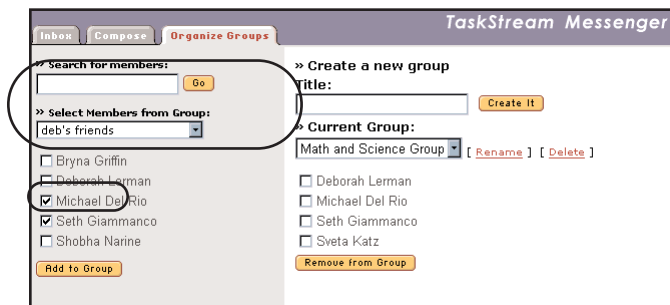 TaskStream Messenger
Inbox Compose Organize Groups
» Search for members:
Go
» Select Members from Group:
deb's friends
Bryna Griffin
Deborah Lerman
Michael Del Rio
Seth Giammanco
Shobha Narine
Add to Group
» Create a new group
Title:
Create It
» Current Group:
Math and Science Group [ Rename ] [ Delete ]
Deborah Lerman
Michael Del Rio
Seth Giammanco
Sveta Katz
Remove from Group